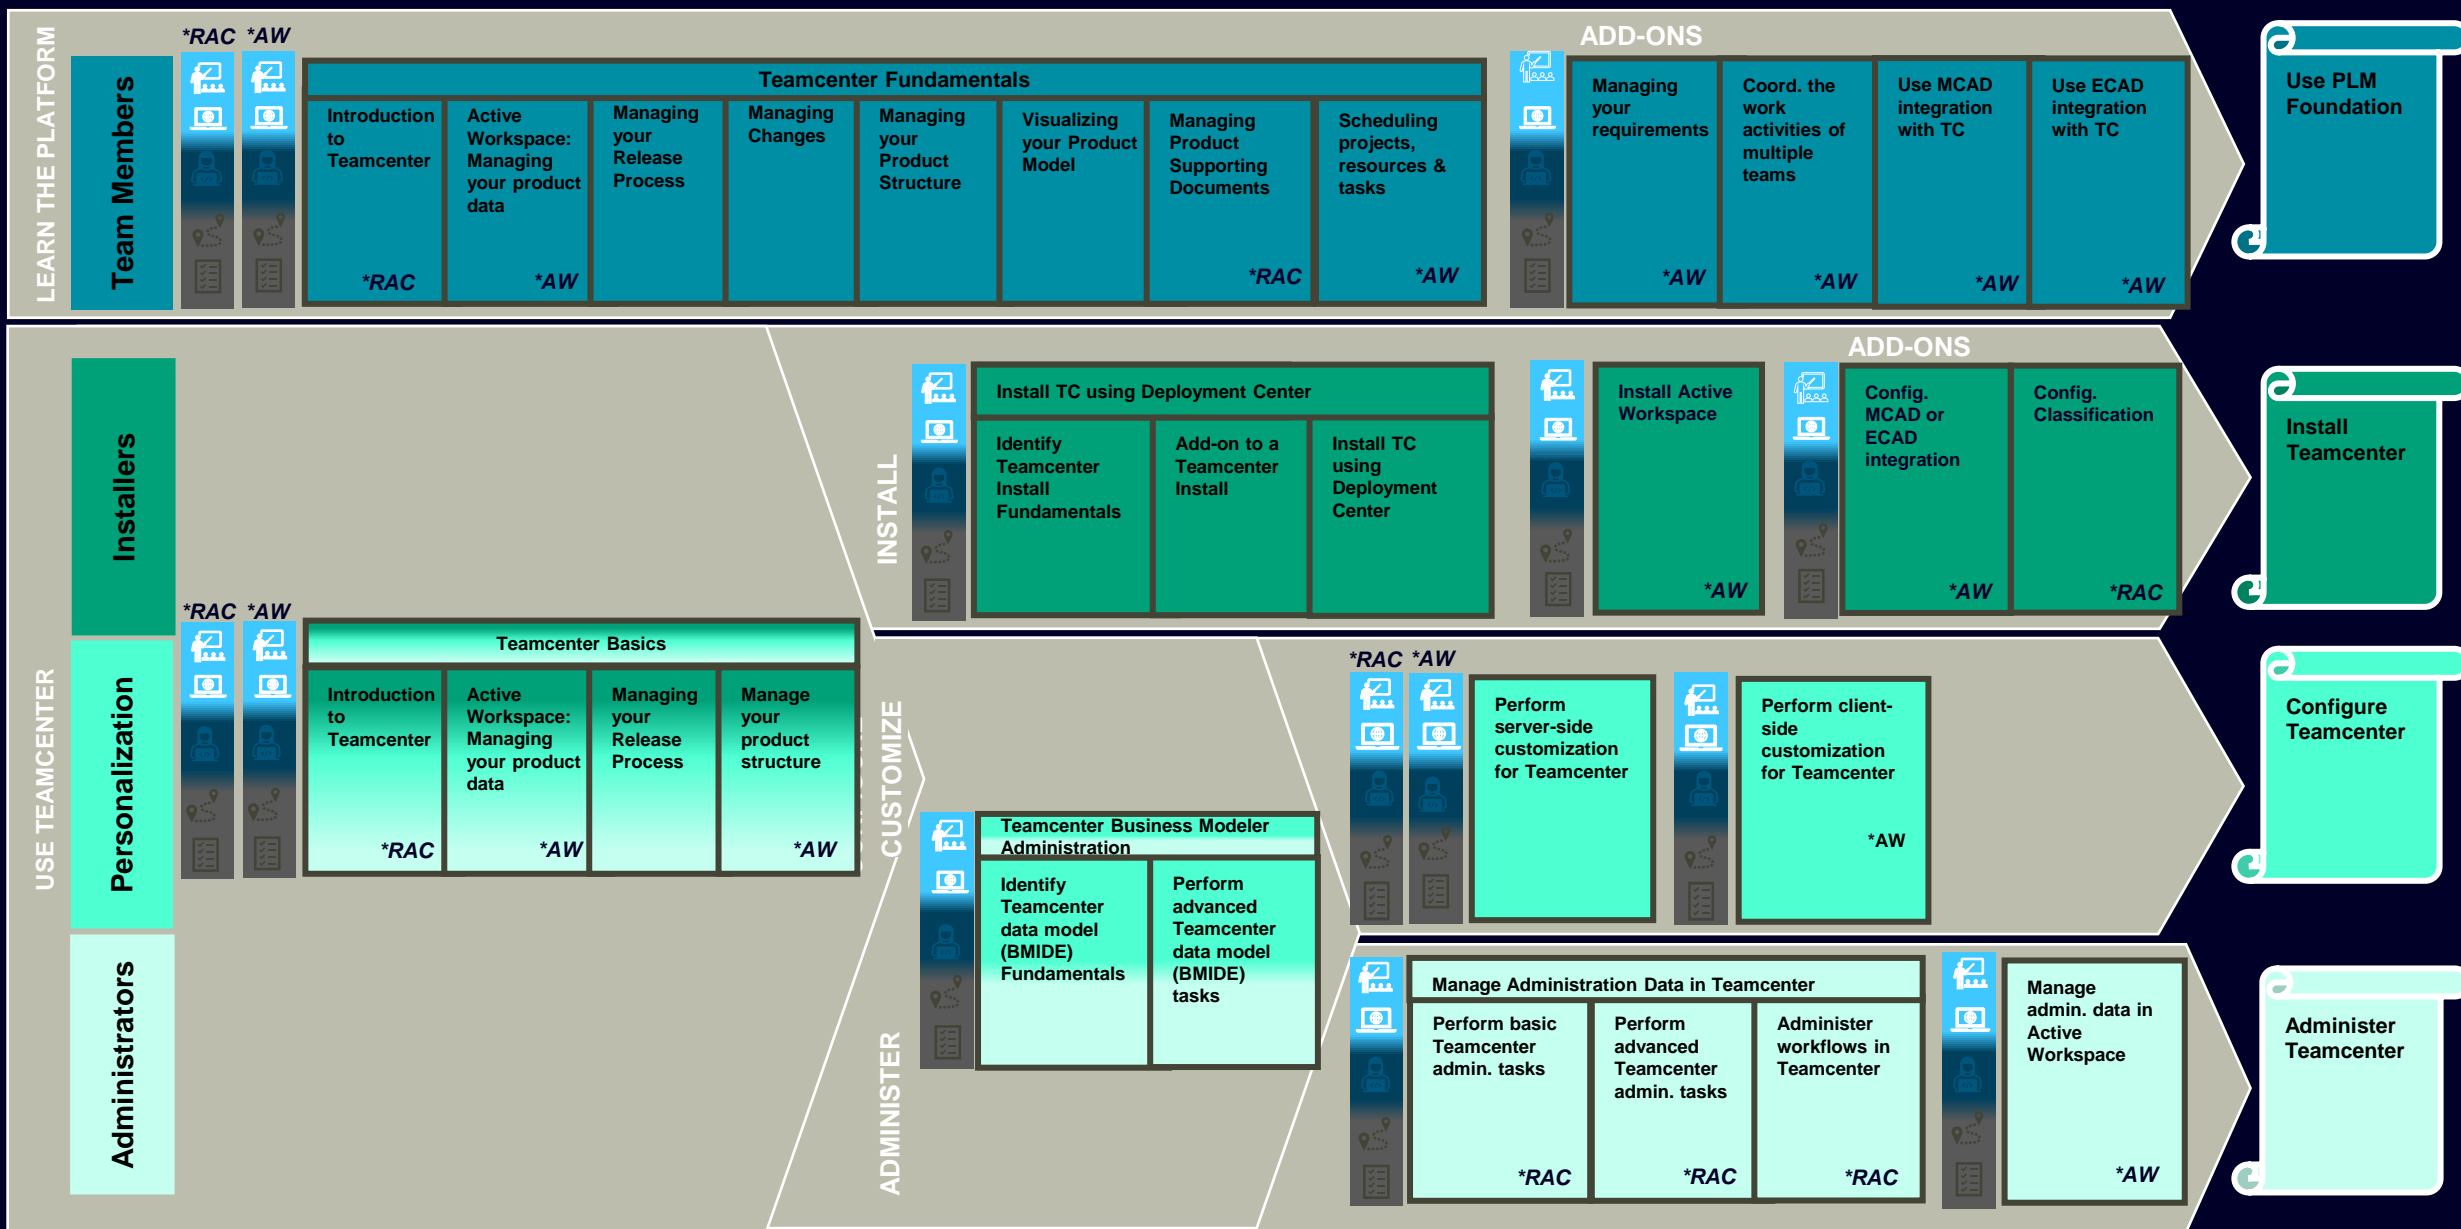 LEARN THE PLATFORM
Team Members
*RAC *AW
Teamcenter Fundamentals
Introduction
to
Teamcenter
*RAC
Active
Workspace:
Managing
your product
data
*AW
Managing
your
Release
Process
Managing
Changes
Managing
your
Product
Structure
Visualizing
your Product
Model
Managing
Product
Supporting
Documents
*RAC
Scheduling
projects,
resources &
tasks
*AW
ADD-ONS
Managing
your
requirements
*AW
Coord. the
work
activities of
multiple
teams
*AW
Use MCAD
integration
with TC
*AW
Use ECAD
integration
with TC
*AW
Use PLM
Foundation
USE TEAMCENTER
Installers
Personalization
Administrators
*RAC *AW
Teamcenter Basics
Introduction
to
Teamcenter
*RAC
Active
Workspace:
Managing
your product
data
*AW
Managing
your
Release
Process
Manage
your
product
structure
*AW
INSTALL
Install TC using Deployment Center
Identify
Teamcenter
Install
Fundamentals
Add-on to a
Teamcenter
Install
Install TC
using
Deployment
Center
Install Active
Workspace
*AW
ADD-ONS
Config.
MCAD or
ECAD
integration
*AW
Config.
Classification
*RAC
Install
Teamcenter
CUSTOMIZE
Teamcenter Business Modeler
Administration
Identify
Teamcenter
data model
(BMIDE)
Fundamentals
Perform
advanced
Teamcenter
data model
(BMIDE)
tasks
*RAC *AW
Perform
server-side
customization
for Teamcenter
Perform client-
side
customization
for Teamcenter
*AW
Configure
Teamcenter
ADMINISTER
Manage Administration Data in Teamcenter
Perform basic
Teamcenter
admin. tasks
*RAC
Perform
advanced
Teamcenter
admin. tasks
*RAC
Administer
workflows in
Teamcenter
*RAC
Manage
admin. data in
Active
Workspace
*AW
Administer
Teamcenter